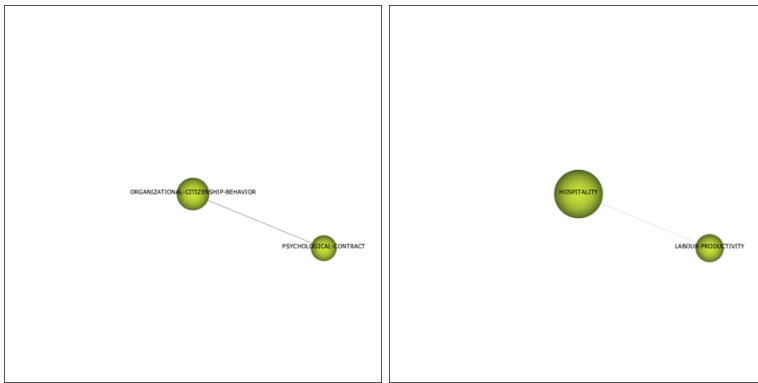 ORGANIZATIONAL-CITIZENSHIP-BEHAVIOR
PSYCHOLOGICAL-CONTRACT
HOSPITALITY
LABOUR-PRODUCTIVITY